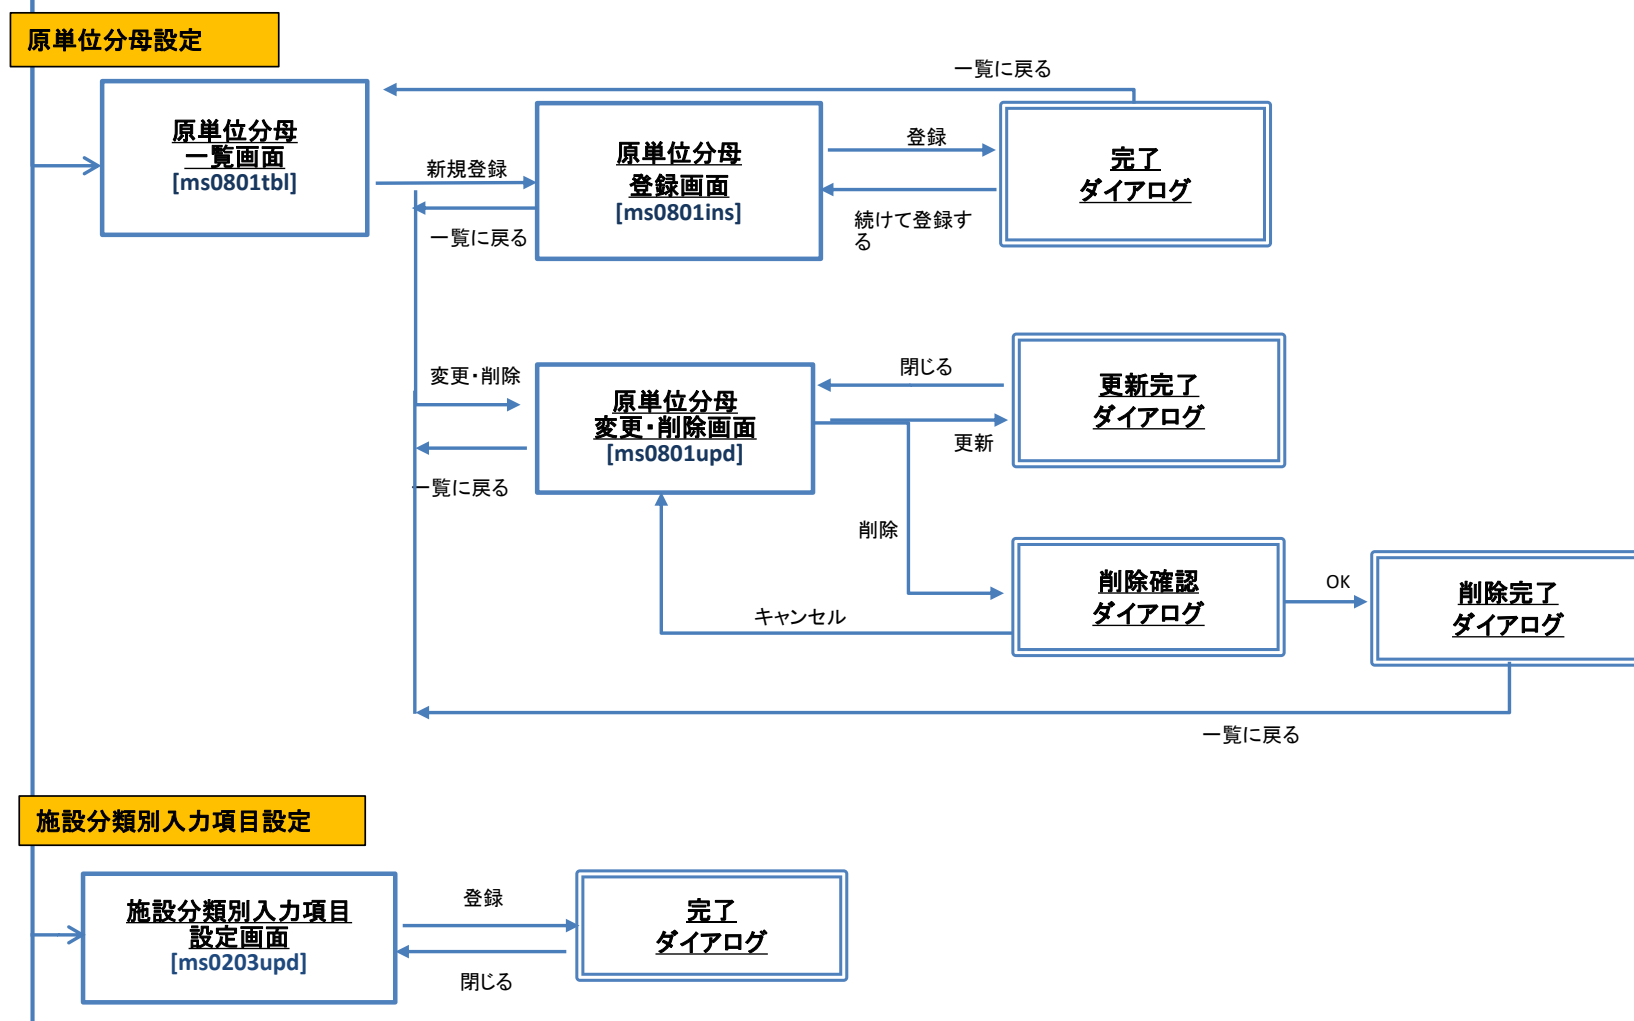 原単位分母設定
一覧に戻る
原単位分母
一覧画面
[ms0801tbl]
新規登録
一覧に戻る
原単位分母
登録画面
[ms0801ins]
登録
続けて登録す
る
完了
ダイアログ
変更・削除
一覧に戻る
原単位分母
変更・削除画面
[ms0801upd]
閉じる
更新
更新完了
ダイアログ
削除
キャンセル
削除確認
ダイアログ
OK
削除完了
ダイアログ
一覧に戻る
施設分類別入力項目設定
施設分類別入力項目
設定画面
[ms0203upd]
登録
閉じる
完了
ダイアログ